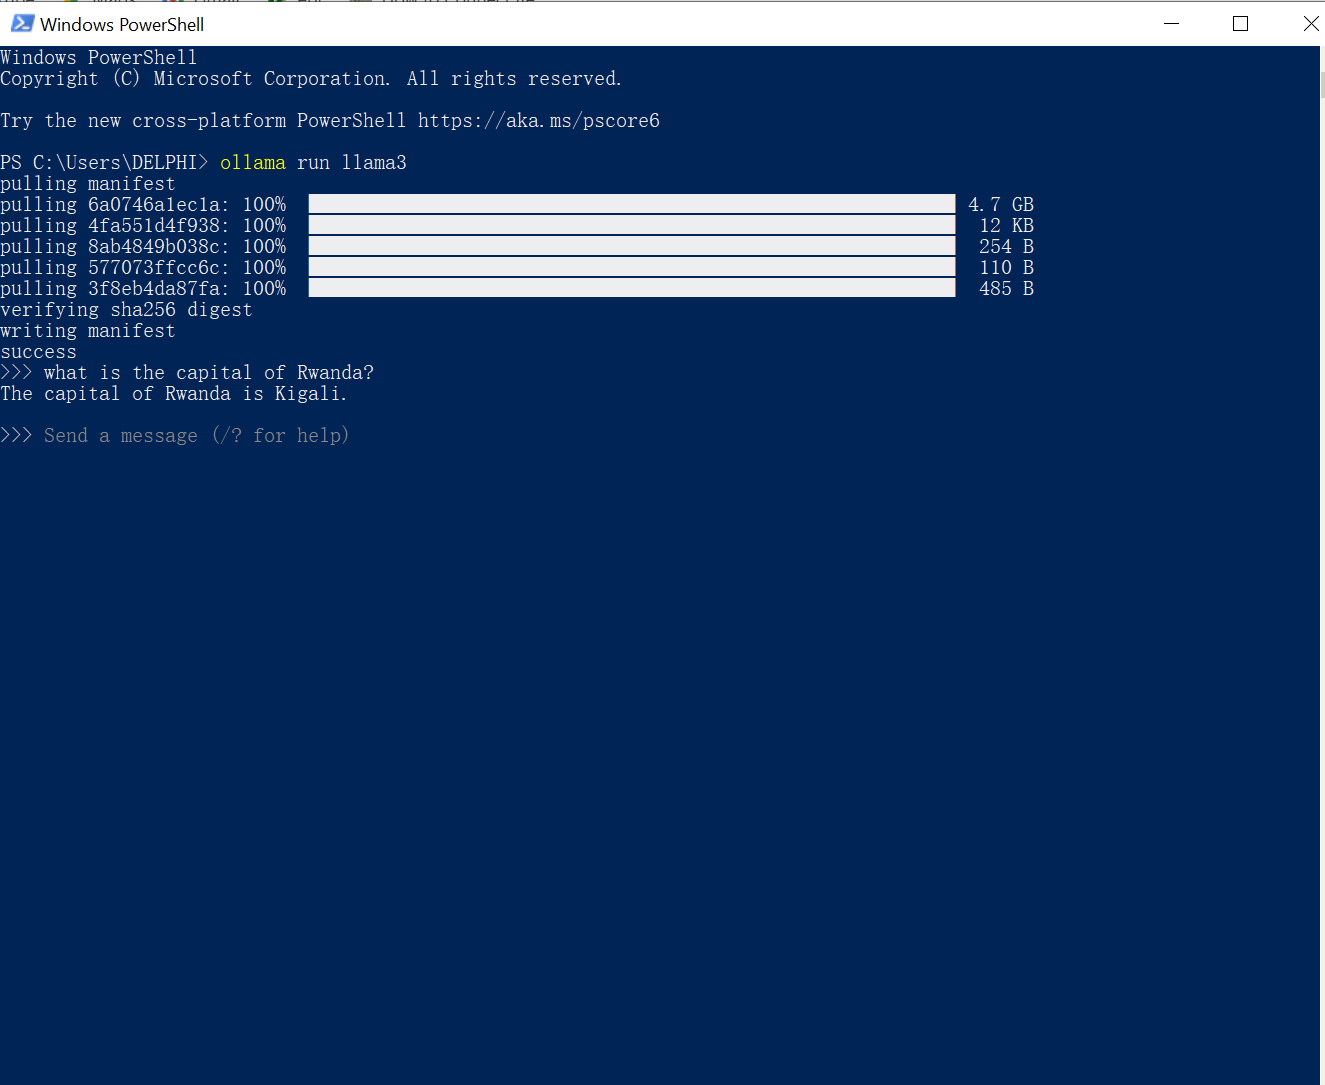 Windows PowerShell
Windows PowerShell
Copyright (C) Microsoft Corporation. All rights reserved.
Try the new cross-platform PowerShell https://aka.ms/pscore6
PS C:\Users\DELPHI> ollama run llama3
pulling manifest
pulling 6a0746a1ec1a: 100% 4.7 GB
pulling 4fa551d4f938: 100% 12 KB
pulling 8ab4849b038c: 100% 254 B
pulling 577073ffcc6c: 100% 110 B
pulling 3f8eb4da87fa: 100% 485 B
verifying sha256 digest
writing manifest
success
>>> what is the capital of Rwanda?
The capital of Rwanda is Kigali.
>>> Send a message (/? for help)